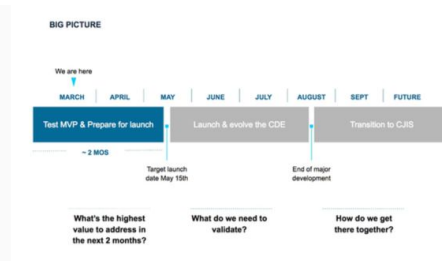 BIG PICTURE
We are here
MARCH APRIL MAY JUNE JULY AUGUST SEPT FUTURE
Test MVP & Prepare for launch
Launch & evolve the CDE
Transition to CJIS
~ 2 MOS
Target launch
date May 15th
End of major
development
What's the highest
value to address in
the next 2 months?
What do we need to
validate?
How do we get
there together?